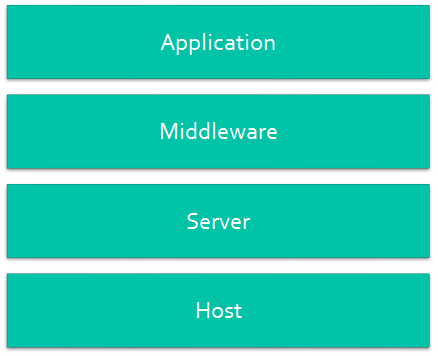 Application
Middleware
Server
Host